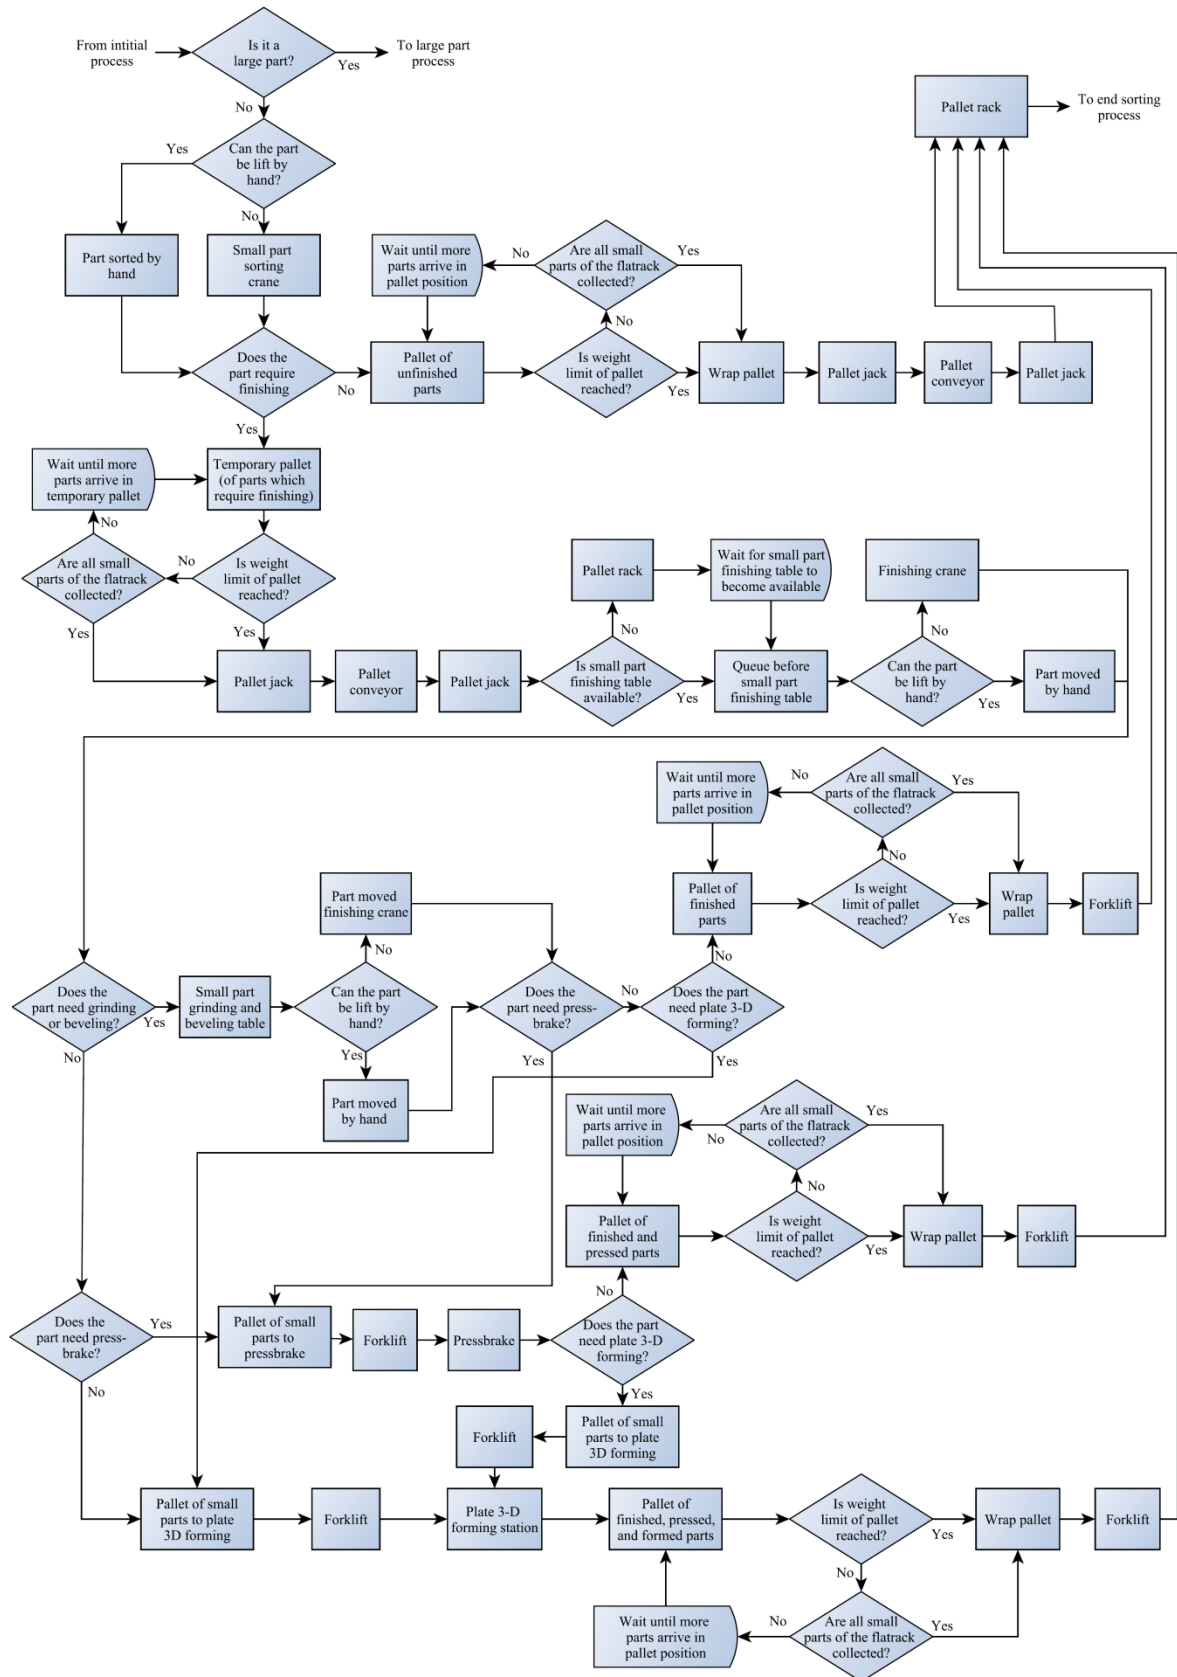 From intitial
process
Is it a
large part?
Yes
To large part
process
No
Pallet rack
To end sorting
process
Yes
Can the part
be lift by
hand?
No
Part sorted by
hand
Small part
sorting
crane
Wait until more
parts arrive in
pallet position
No
Are all small
parts of the flatrack
collected?
Yes
No
Does the
part require
finishing
No
Pallet of
unfinished
parts
Is weight
limit of pallet
reached?
Yes
Wrap pallet
Pallet jack
Pallet
conveyor
Pallet jack
Yes
Wait until more
parts arrive in
temporary pallet
Temporary pallet
(of parts which
require finishing)
No
Are all small
parts of the flatrack
collected?
No
Is weight
limit of pallet
reached?
Yes
Yes
Pallet rack
Wait for small part
finishing table to
become available
Finishing crane
No
No
Pallet jack
Pallet
conveyor
Pallet jack
Is small part
finishing table
available?
Yes
Queue before
small part
finishing table
Can the part
be lift by
hand?
Yes
Part moved
by hand
Wait until more
parts arrive in
pallet position
No
Are all small
parts of the flatrack
collected?
Yes
No
Part moved
finishing crane
Pallet of
finished
parts
Is weight
limit of pallet
reached?
Yes
Wrap
pallet
Forklift
No
No
Does the
part need grinding
or beveling?
Yes
Small part
grinding and
beveling table
Can the part
be lift by
hand?
Yes
Does the
part need press-
brake?
No
Does the part
need plate 3-D
forming?
Yes
Yes
No
Part moved
by hand
Wait until more
parts arrive in
pallet position
No
Are all small
parts of the flatrack
collected?
Yes
No
Pallet of
finished and
pressed parts
Is weight
limit of pallet
reached?
Yes
Wrap pallet
Forklift
No
Does the
part need press-
brake?
Yes
Pallet of small
parts to
pressbrake
Forklift
Pressbrake
Does the part
need plate 3-D
forming?
No
Yes
Forklift
Pallet of small
parts to plate
3D forming
Pallet of small
parts to plate
3D forming
Forklift
Plate 3-D
forming station
Pallet of
finished, pressed,
and formed parts
Is weight
limit of pallet
reached?
Yes
Wrap pallet
Forklift
No
Wait until more
parts arrive in
pallet position
No
Are all small
parts of the flatrack
collected?
Yes